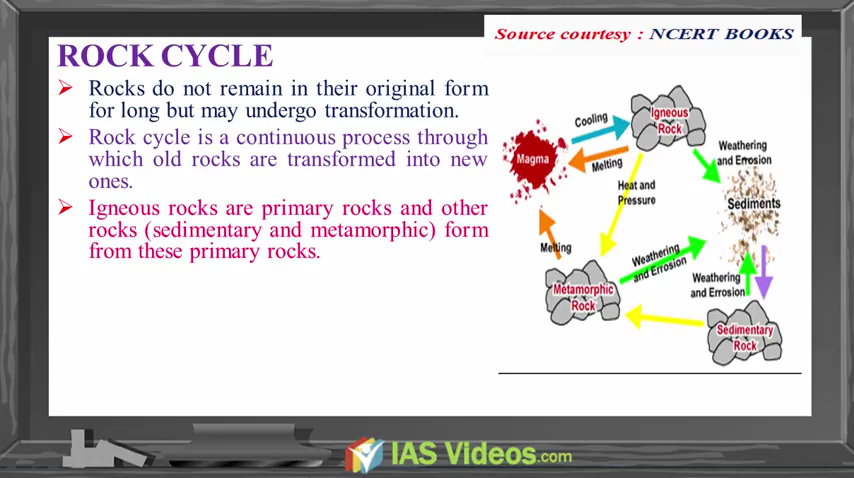 Source courtesy : NCERT BOOKS
ROCK CYCLE
Rocks do not remain in their original form
for long but may undergo transformation.
Rock cycle is a continuous process through
which old rocks are transformed into new
ones.
Igneous rocks are primary rocks and other
rocks (sedimentary and metamorphic) form
from these primary rocks.
Igneous
Rock
Cooling
Magma
Melting
Weathering
and Errosion
Heat and
Pressure
Sediments
Melting
Weathering
and Errosion
Weathering
and Errosion
Metamorphic
Rock
Sedimentary
Rock
IAS Videos.com